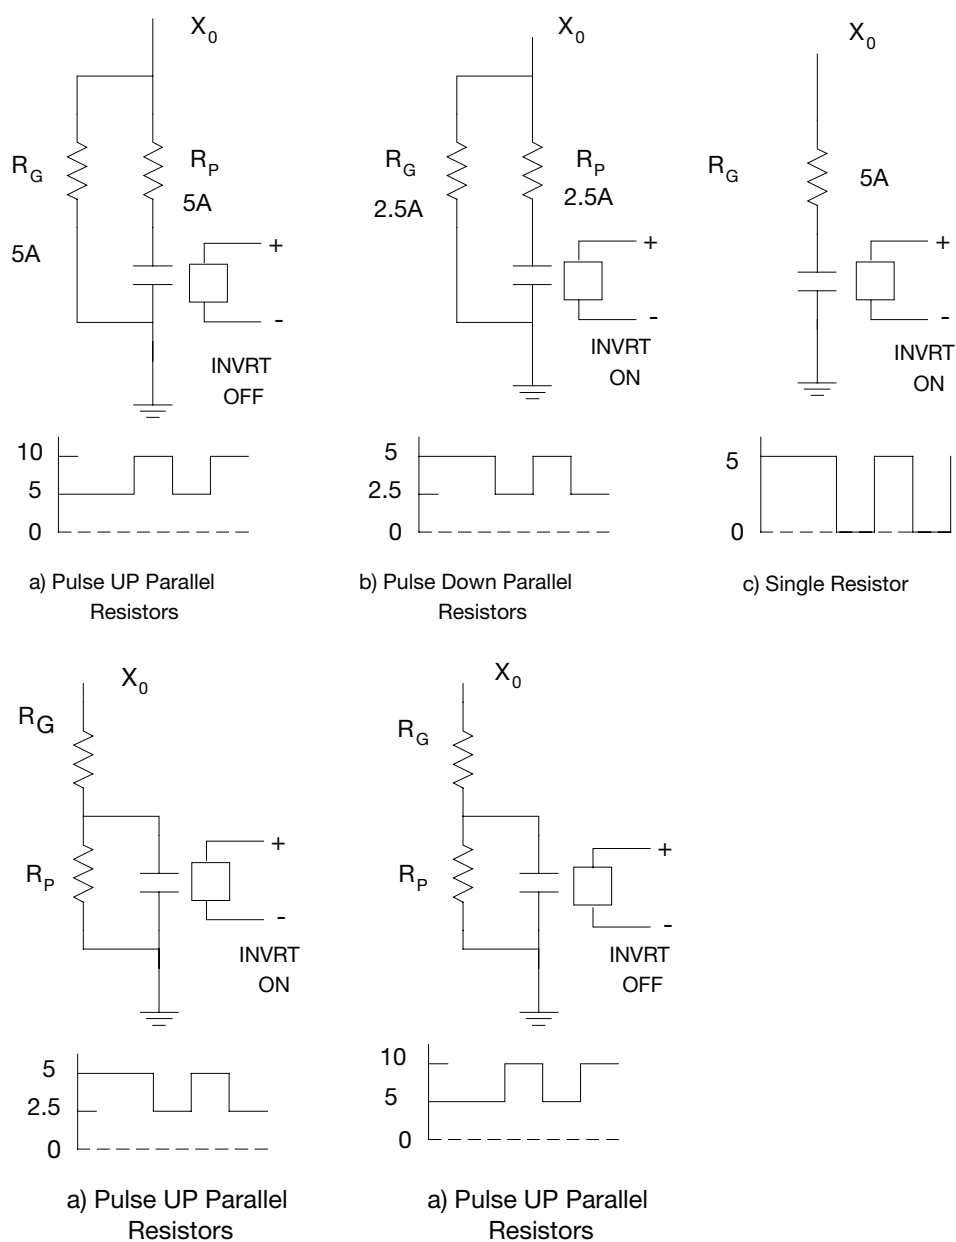 X0
RG
RP
5A
5A
+
-
INVRT
OFF
10
5
0
a) Pulse UP Parallel
Resistors
X0
RG
RP
2.5A
2.5A
+
-
INVRT
ON
5
2.5
0
b) Pulse Down Parallel
Resistors
X0
RG
5A
+
-
INVRT
ON
5
0
c) Single Resistor
X0
RG
RP
+
-
INVRT
ON
5
2.5
0
a) Pulse UP Parallel
Resistors
X0
RG
RP
+
-
INVRT
OFF
10
5
0
a) Pulse UP Parallel
Resistors